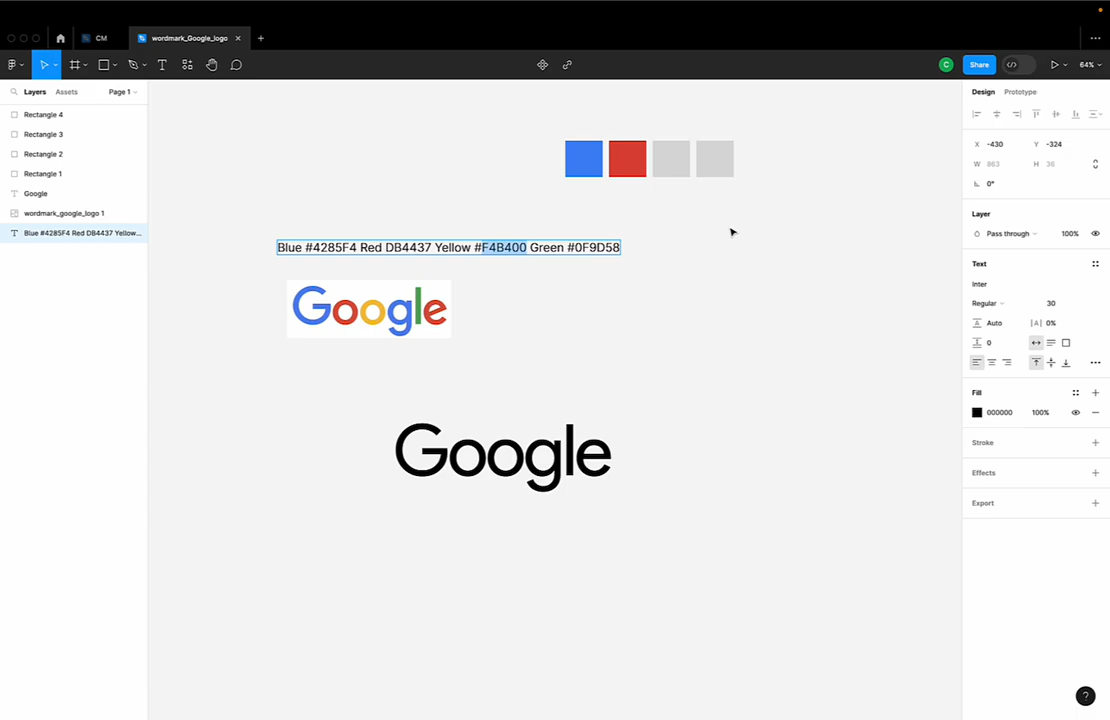 CM
wordmark_Google_logo
Share
64%
Layers
Assets
Page 1
Rectangle 4
Rectangle 3
Rectangle 2
Rectangle 1
Google
wordmark_google_logo 1
Blue #4285F4 Red DB4437 Yellow...
Blue #4285F4 Red DB4437 Yellow #F4B400 Green #0F9D58
Google
Google
C
Design
Prototype
X -430
Y -324
W 863
H 36
0°
Layer
Pass through
100%
Text
Inter
Regular
30
Auto
|A| 0%
0
Fill
000000
100%
Stroke
Effects
Export
?